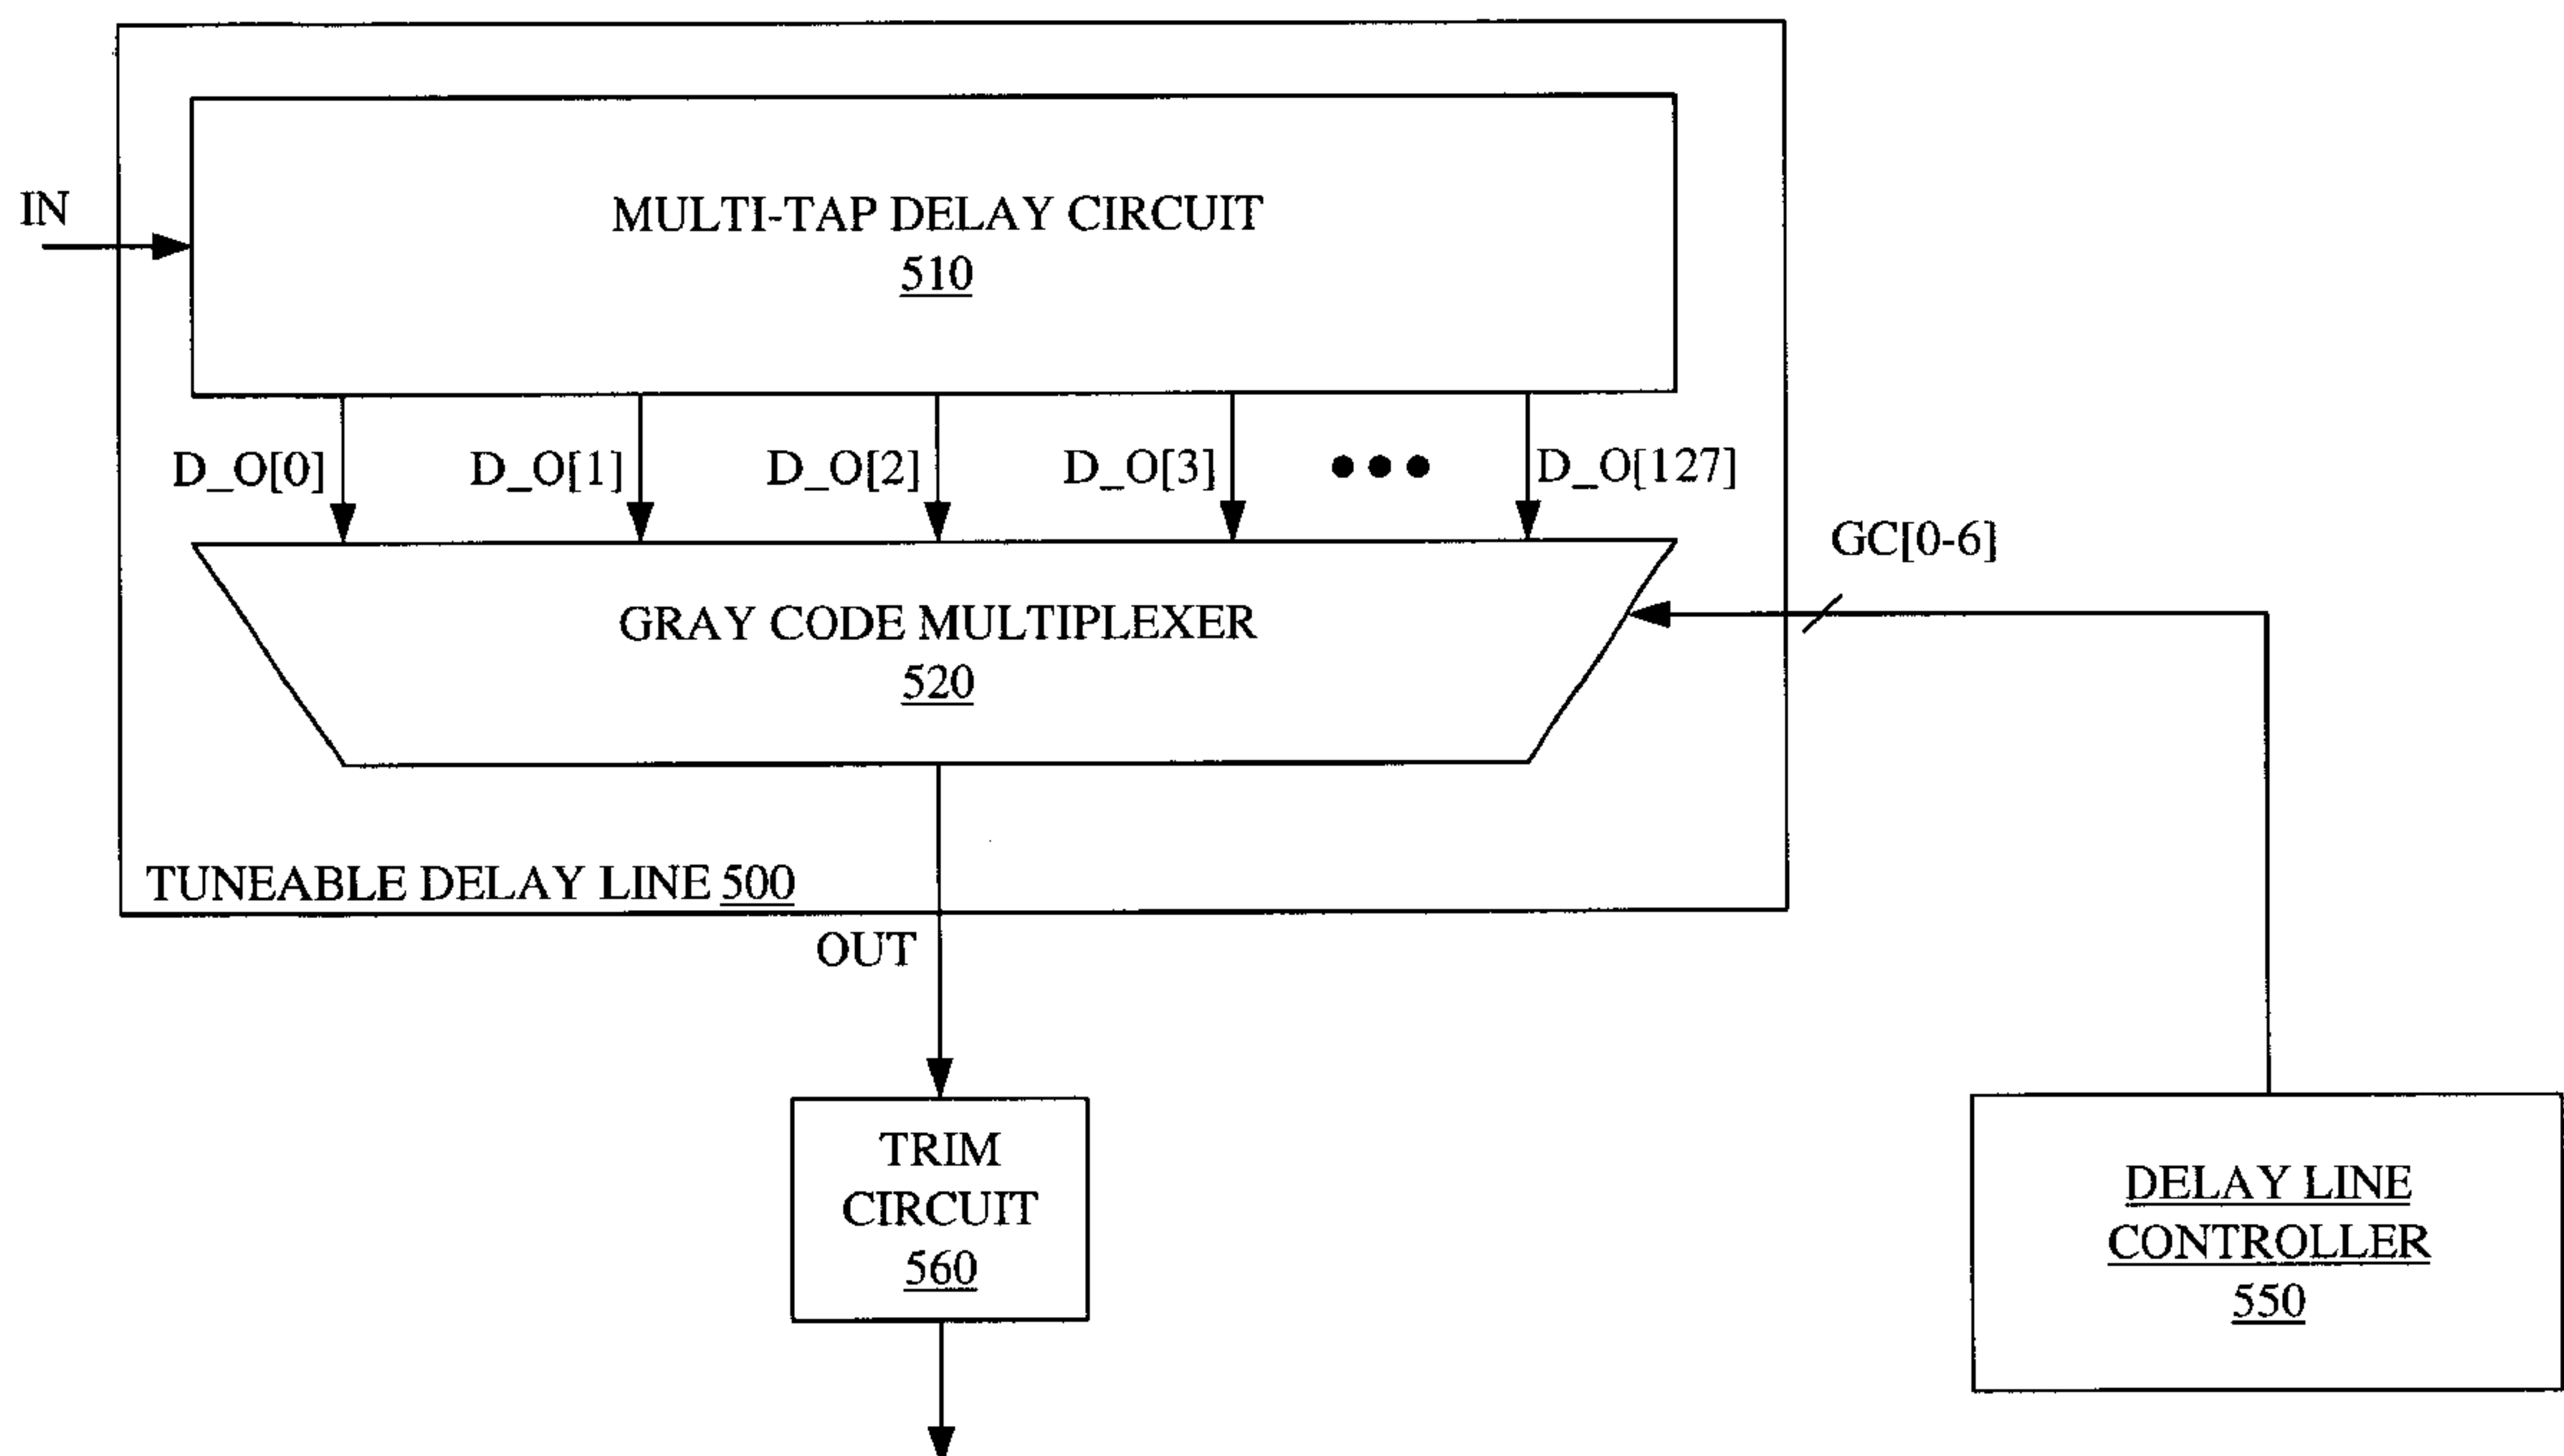 IN
MULTI-TAP DELAY CIRCUIT
510
D_O[0]
D_O[1]
D_O[2]
D_O[3]
D_O[127]
GC[0-6]
GRAY CODE MULTIPLEXER
520
TUNEABLE DELAY LINE 500
OUT
TRIM
CIRCUIT
560
DELAY LINE
CONTROLLER
550